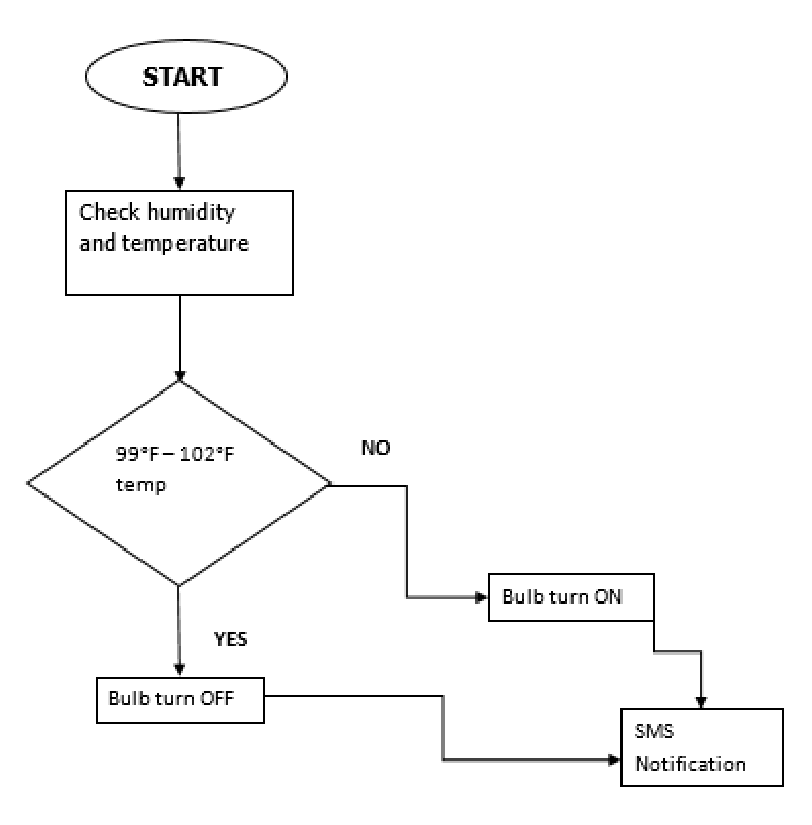 START
Check humidity
and temperature
99°F – 102°F
temp
NO
Bulb turn ON
YES
Bulb turn OFF
SMS
Notification